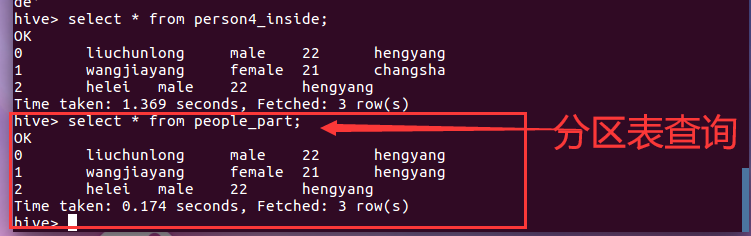 de'
hive> select * from person4_inside;
OK
0 liuchunlong male 22 hengyang
1 wangjiayang female 21 changsha
2 helei male 22 hengyang
Time taken: 1.369 seconds, Fetched: 3 row(s)
hive> select * from people_part;
分区表查询
OK
0 liuchunlong male 22 hengyang
1 wangjiayang female 21 hengyang
2 helei male 22 hengyang
Time taken: 0.174 seconds, Fetched: 3 row(s)
hive>